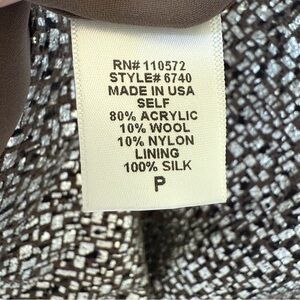 RN# 110572
STYLE# 6740
MADE IN USA
SELF
80% ACRYLIC
10% WOOL
10% NYLON
LINING
100% SILK
P